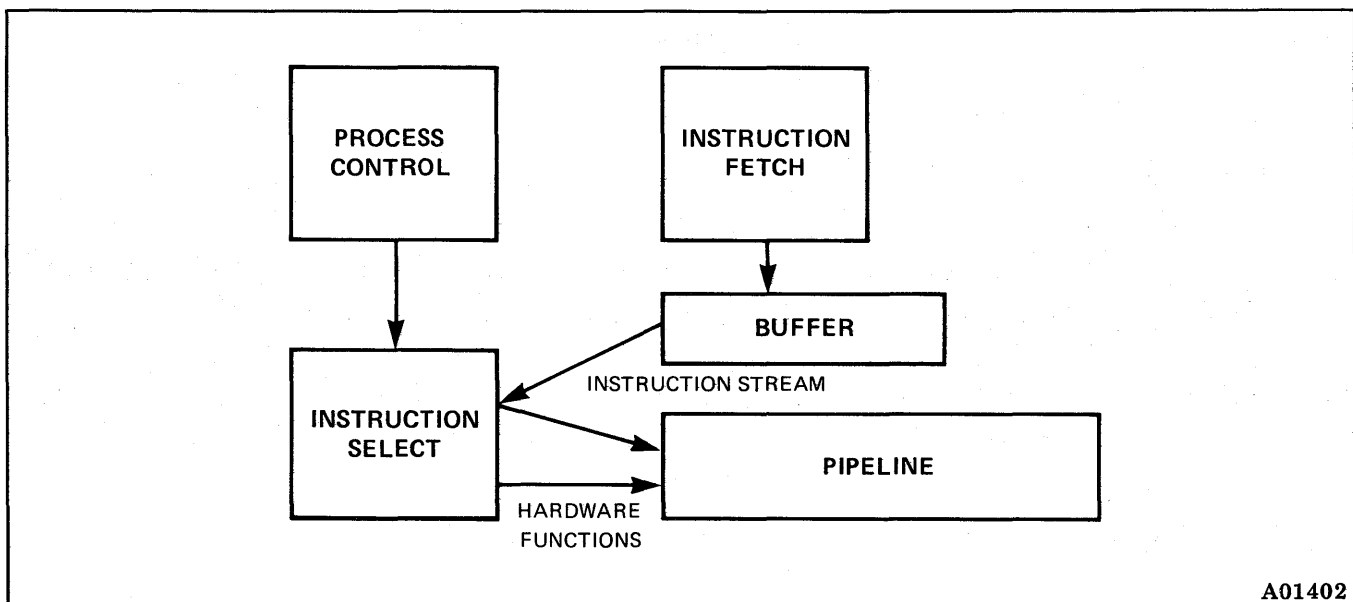 PROCESS
CONTROL
INSTRUCTION
FETCH
BUFFER
INSTRUCTION STREAM
INSTRUCTION
SELECT
PIPELINE
HARDWARE
FUNCTIONS
A01402